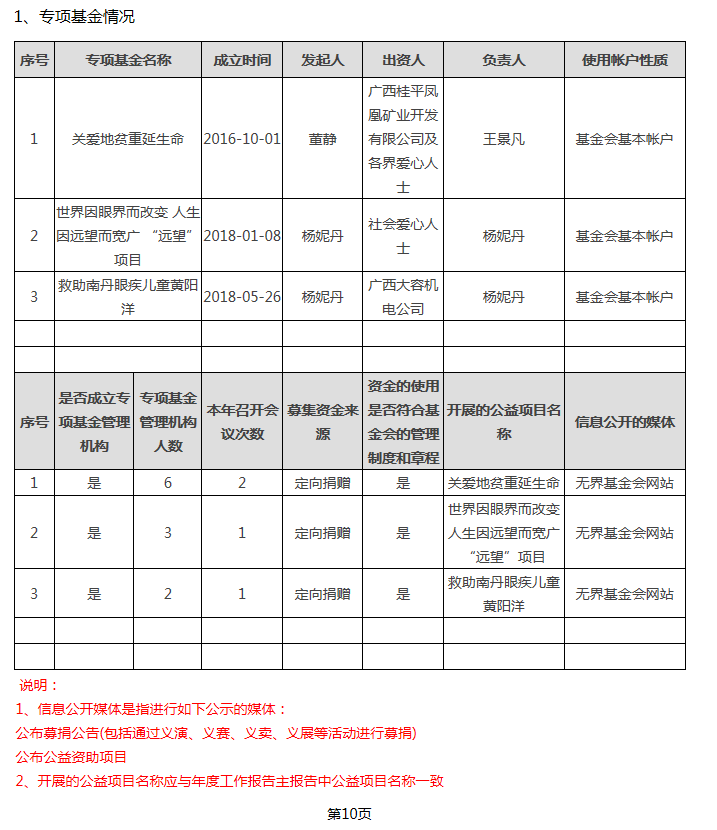 1、专项基金情况
序号 专项基金名称 成立时间 发起人 出资人 负责人 使用帐户性质
1 关爱地贫重延生命 2016-10-01 董静 广西桂平凤凰矿业开发有限公司及各界爱心人士 王景凡 基金会基本帐户
2 世界因眼界而改变 人生因远望而宽广 “远望”项目 2018-01-08 杨妮丹 社会爱心人士 杨妮丹 基金会基本帐户
3 救助南丹眼疾儿童黄阳洋 2018-05-26 杨妮丹 广西大容机电公司 杨妮丹 基金会基本帐户
序号 是否成立专项基金管理机构 专项基金管理机构人数 本年召开会议次数 募集资金来源 资金的使用是否符合基金会的管理制度和章程 开展的公益项目名称 信息公开的媒体
1 是 6 2 定向捐赠 是 关爱地贫重延生命 无界基金会网站
2 是 3 1 定向捐赠 是 世界因眼界而改变 人生因远望而宽广 “远望”项目 无界基金会网站
3 是 2 1 定向捐赠 是 救助南丹眼疾儿童黄阳洋 无界基金会网站
说明：
1、信息公开媒体是指进行如下公示的媒体：
公布募捐公告(包括通过义演、义赛、义卖、义展等活动进行募捐)
公布公益资助项目
2、开展的公益项目名称应与年度工作报告主报告中公益项目名称一致
第10页